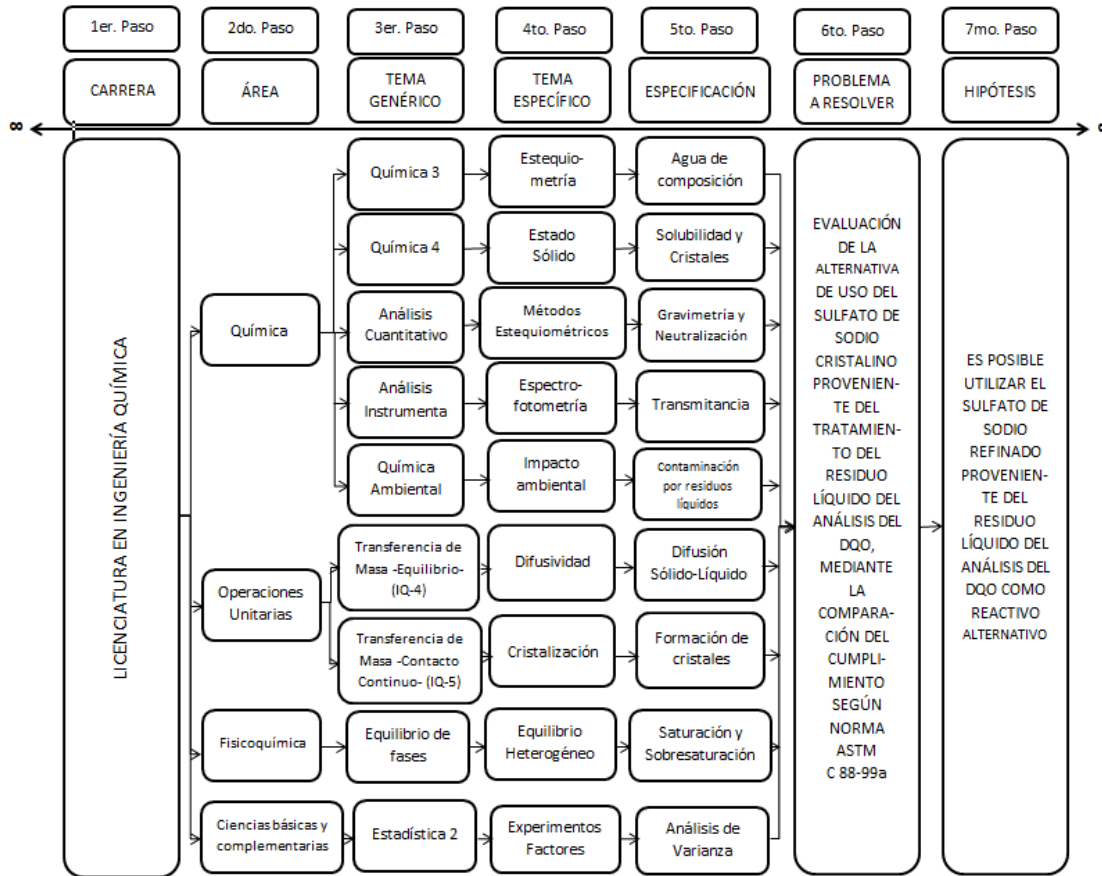 1er. Paso
2do. Paso
3er. Paso
4to. Paso
5to. Paso
6to. Paso
7mo. Paso
CARRERA
ÁREA
TEMA
GENÉRICO
TEMA
ESPECÍFICO
ESPECIFICACIÓN
PROBLEMA
A RESOLVER
HIPÓTESIS
∞
LICENCIATURA EN INGENIERÍA QUÍMICA
Química
Química 3
Estequio-
metría
Agua de
composición
Química 4
Estado
Sólido
Solubilidad y
Cristales
Análisis
Cuantitativo
Métodos
Estequiométricos
Gravimetría y
Neutralización
Análisis
Instrumenta
Espectro-
fotometría
Transmitancia
Química
Ambiental
Impacto
ambiental
Contaminación
por residuos
líquidos
Operaciones
Unitarias
Transferencia de
Masa -Equilibrio-
(IQ-4)
Difusividad
Difusión
Sólido-Líquido
Transferencia de
Masa -Contacto
Continuo- (IQ-5)
Cristalización
Formación de
cristales
Fisicoquímica
Equilibrio de
fases
Equilibrio
Heterogéneo
Saturación y
Sobresaturación
Ciencias básicas y
complementarias
Estadística 2
Experimentos
Factores
Análisis de
Varianza
EVALUACIÓN
DE LA
ALTERNATIVA
DE USO DEL
SULFATO DE
SODIO
CRISTALINO
PROVENIEN-
TE DEL
TRATAMIEN-
TO DEL
RESIDUO
LÍQUIDO DEL
ANÁLISIS DEL
DQO,
MEDIANTE
LA
COMPARA-
CIÓN DEL
CUMPLI-
MIENTO
SEGÚN
NORMA
ASTM
C 88-99a
ES POSIBLE
UTILIZAR EL
SULFATO DE
SODIO
REFINADO
PROVENIEN-
TE DEL
RESIDUO
LÍQUIDO DEL
ANÁLISIS DEL
DQO COMO
REACTIVO
ALTERNATIVO